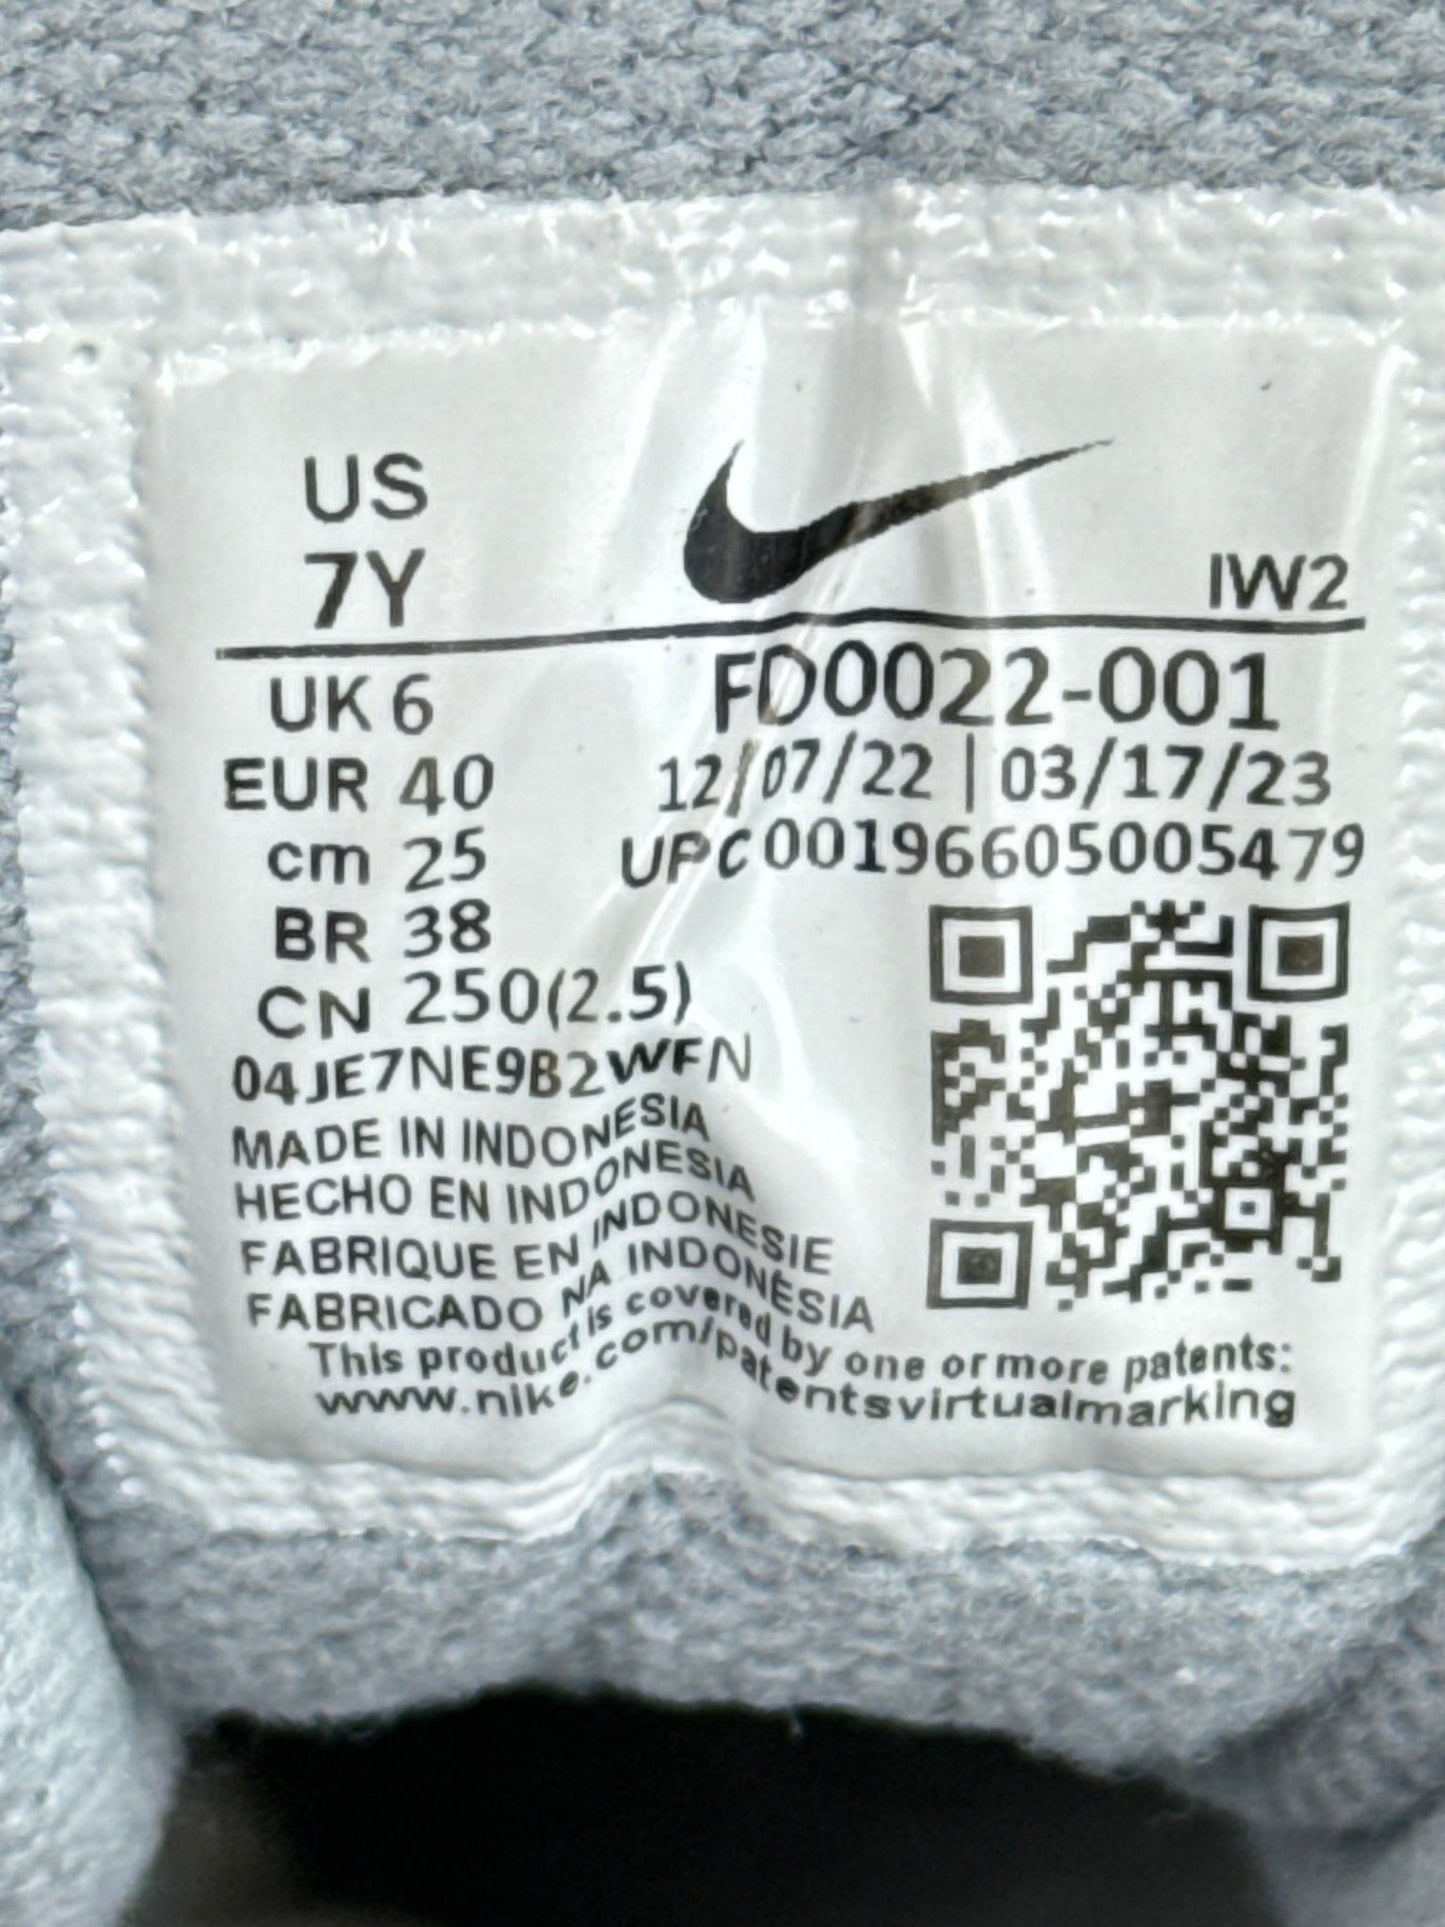 US
7Y
IW2
UK 6
EUR 40
cm 25
BR 38
CN 250(2.5)
FD0022-001
12/07/22 | 03/17/23
UPC 00196605005479
04JE7NE9B2WFN
MADE IN INDONESIA
HECHO EN INDONESIA
FABRIQUE EN INDONESIE
FABRICADO NA INDONÈSIA
This product is covered by one or more patents:
www.nike.com/patentsvirtualmarking